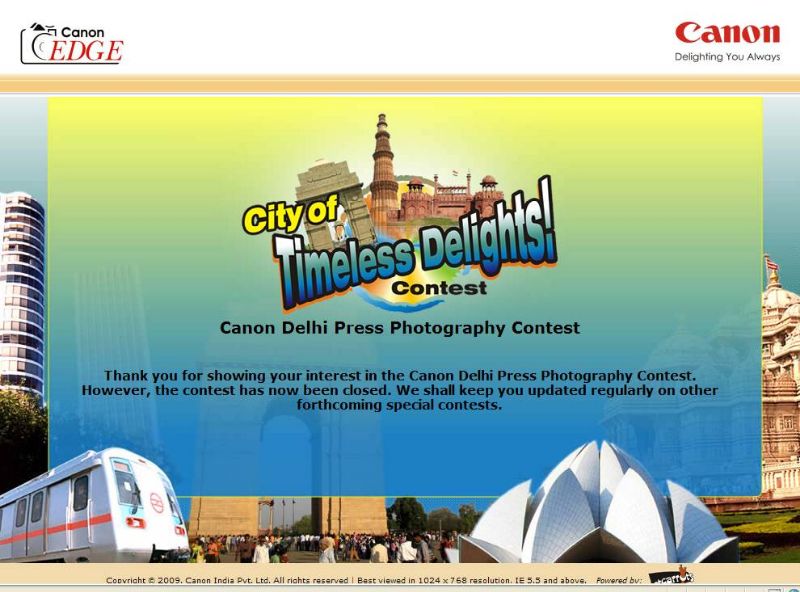 Canon
EDGE
Canon
Delighting You Always
City of
Timeless Delights!
Contest
Canon Delhi Press Photography Contest
Thank you for showing your interest in the Canon Delhi Press Photography Contest.
However, the contest has now been closed. We shall keep you updated regularly on other
forthcoming special contests.
Copyright © 2009. Canon India Pvt. Ltd. All rights reserved | Best viewed in 1024 x 768 resolution. IE 5.5 and above. Powered by: